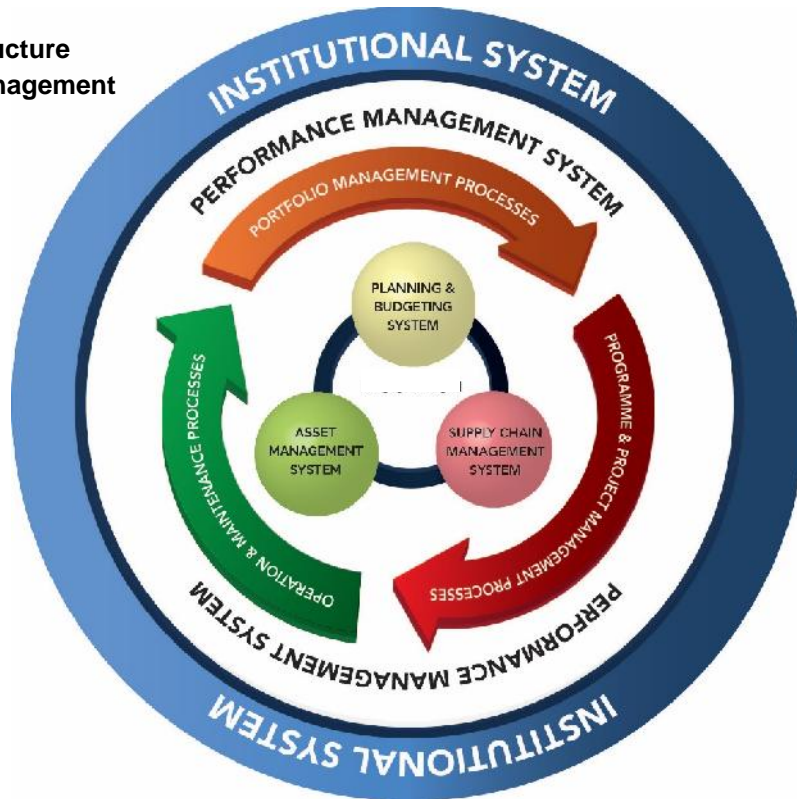 ucture
nagement
INSTITUTIONAL SYSTEM
PERFORMANCE MANAGEMENT SYSTEM
PORTFOLIO MANAGEMENT PROCESSES
PLANNING &
BUDGETING
SYSTEM
ASSET
MANAGEMENT
SYSTEM
SUPPLY CHAIN
MANAGEMENT
SYSTEM
PROGRAMME & PROJECT MANAGEMENT PROCESSES
OPERATION & MAINTENANCE PROCESSES
PERFORMANCE MANAGEMENT SYSTEM
INSTITUTIONAL SYSTEM